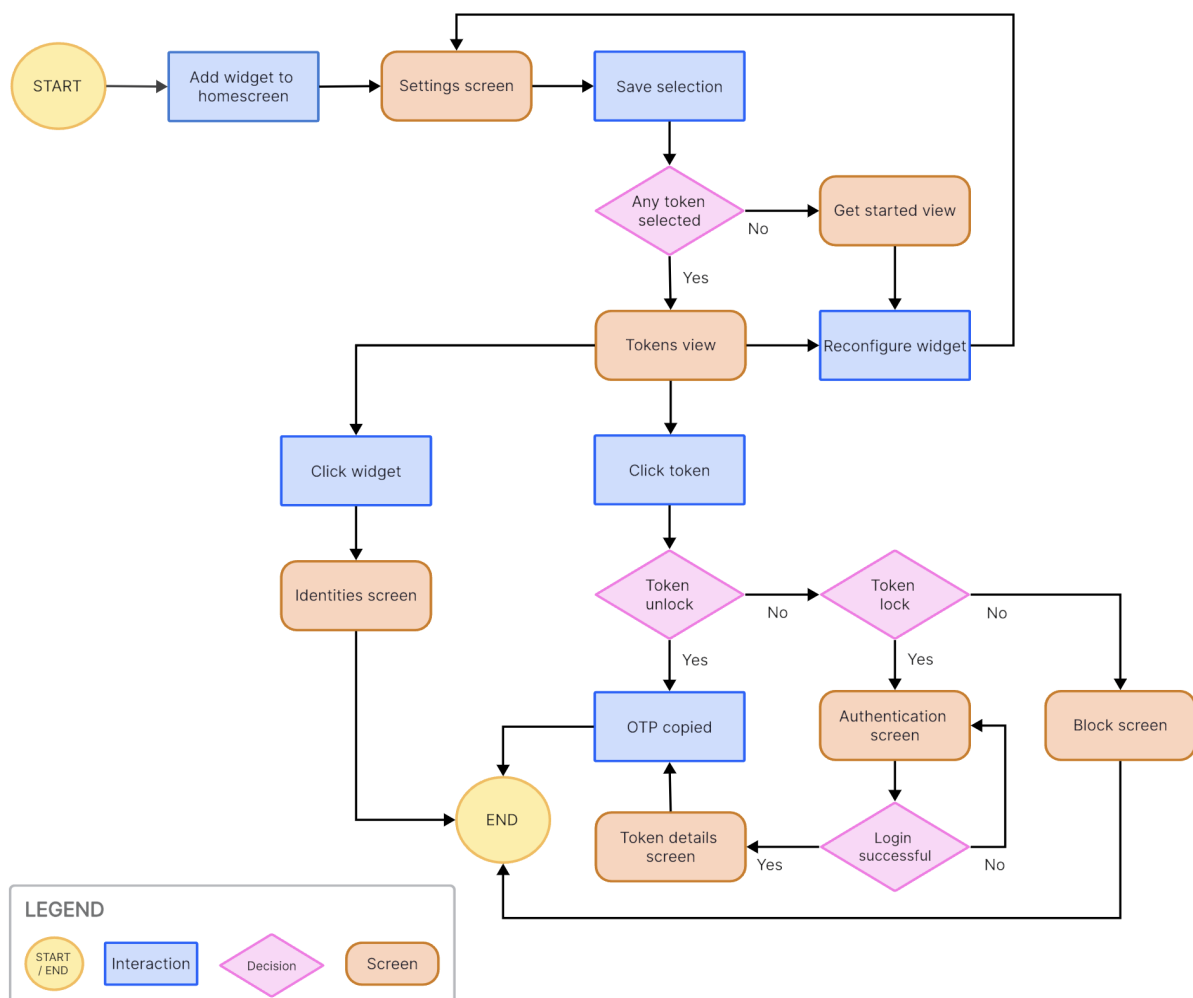 START
Add widget to
homescreen
Settings screen
Save selection
Any token
selected
No
Get started view
Yes
Tokens view
Reconfigure widget
Click widget
Click token
Identities screen
Token
unlock
No
Token
lock
No
Yes
Yes
OTP copied
Authentication
screen
Block screen
END
Token details
screen
Yes
Login
successful
No
LEGEND
START
/ END
Interaction
Decision
Screen